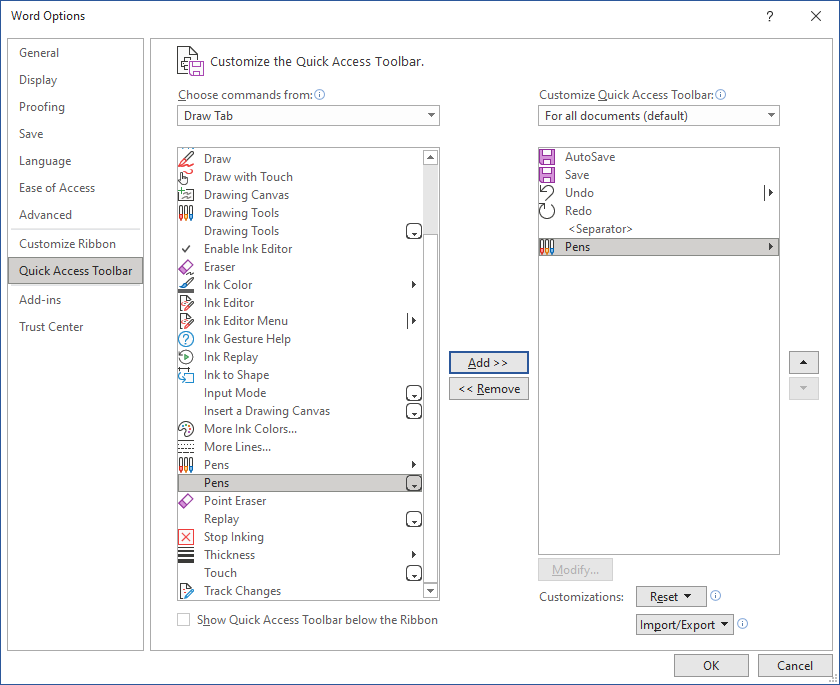 Word Options
?
General
Display
Proofing
Save
Language
Ease of Access
Advanced
Customize Ribbon
Quick Access Toolbar
Add-ins
Trust Center
Customize the Quick Access Toolbar.
Choose commands from:
Draw Tab
Draw
Draw with Touch
Drawing Canvas
Drawing Tools
Drawing Tools
Enable Ink Editor
Eraser
Ink Color
Ink Editor
Ink Editor Menu
Ink Gesture Help
Ink Replay
Ink to Shape
Input Mode
Insert a Drawing Canvas
More Ink Colors...
More Lines...
Pens
Pens
Point Eraser
Replay
Stop Inking
Thickness
Touch
Track Changes
Show Quick Access Toolbar below the Ribbon
Add >>
<< Remove
Customize Quick Access Toolbar:
For all documents (default)
AutoSave
Save
Undo
Redo
<Separator>
Pens
Modify...
Customizations:
Reset
Import/Export
OK
Cancel